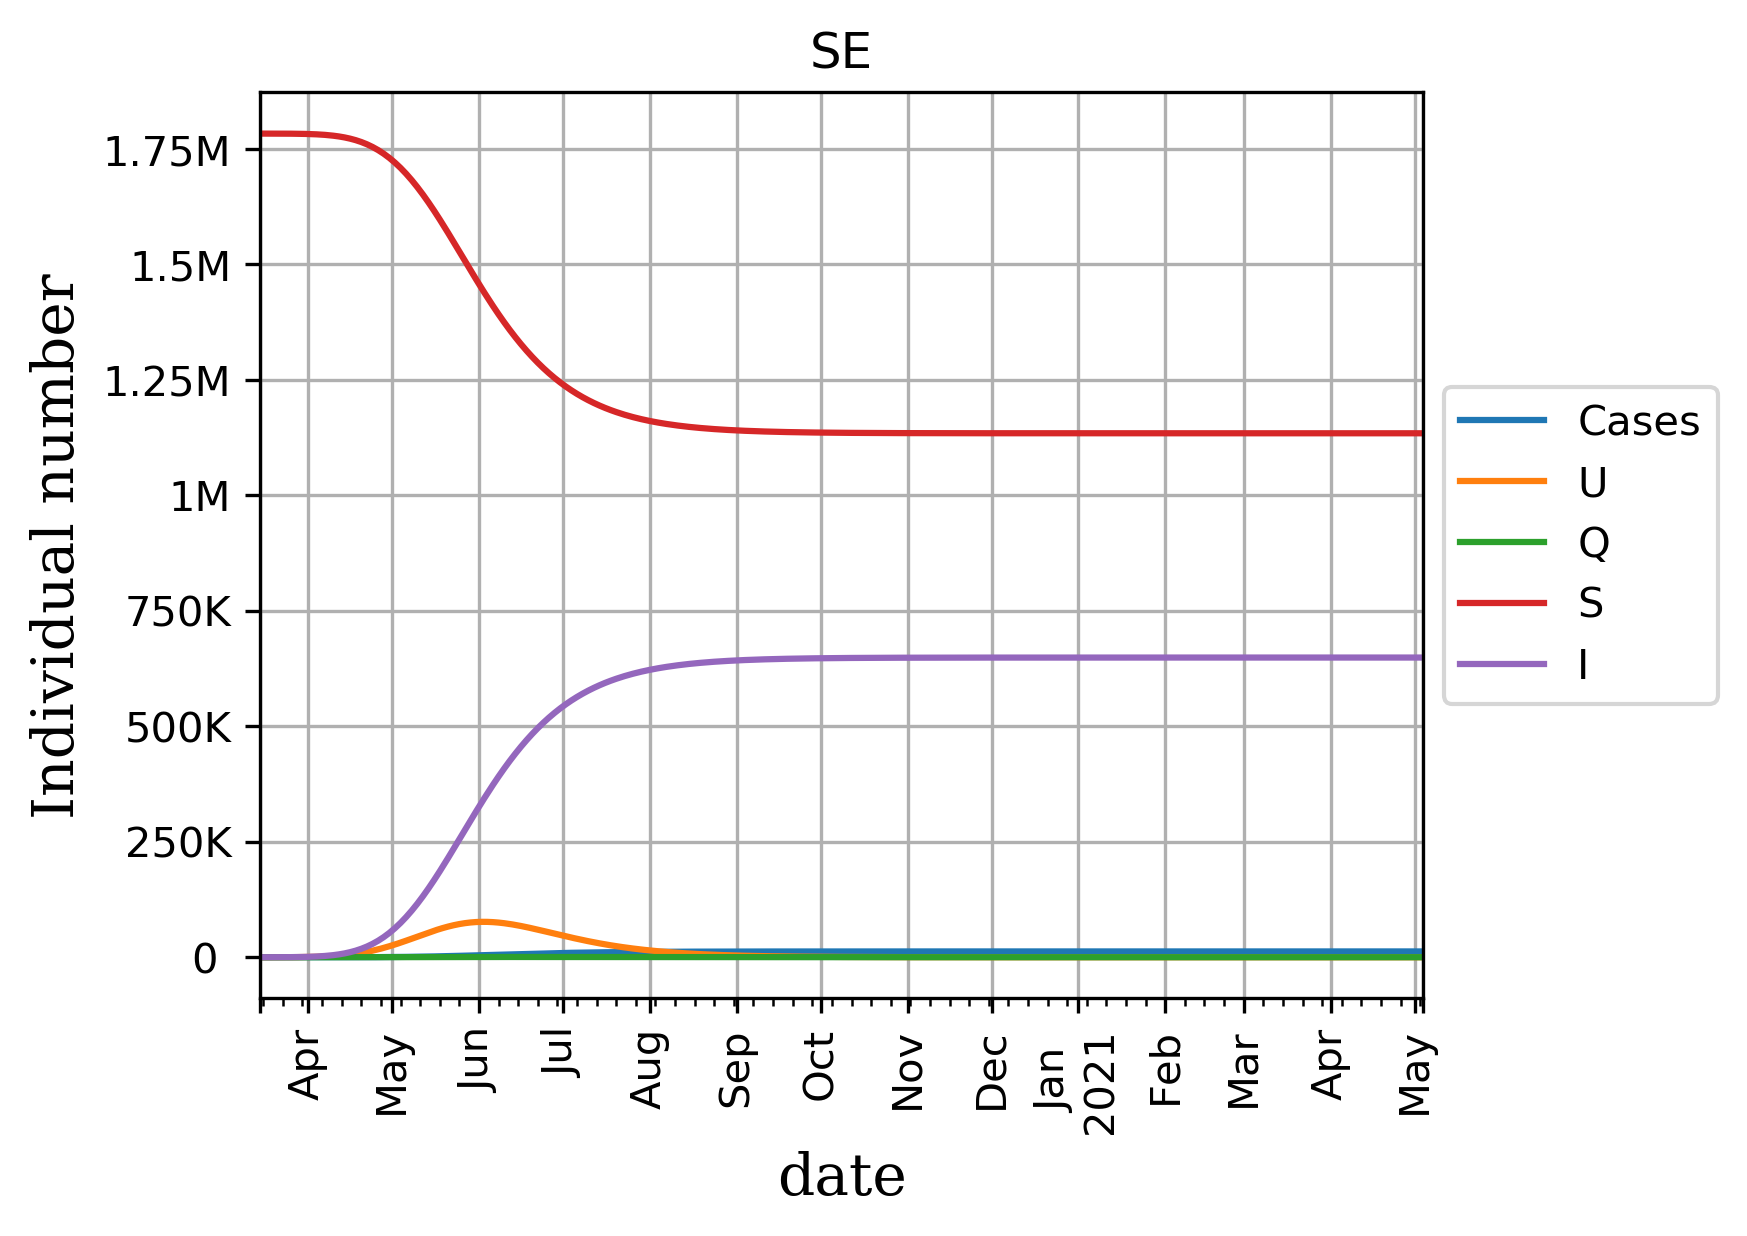 SE
1.75M
1.5M
1.25M
1M
750K
500K
250K
0
Individual number
Apr
May
Jun
Jul
Aug
Sep
Oct
Nov
Dec
Jan
2021
Feb
Mar
Apr
May
date
Cases
U
Q
S
I